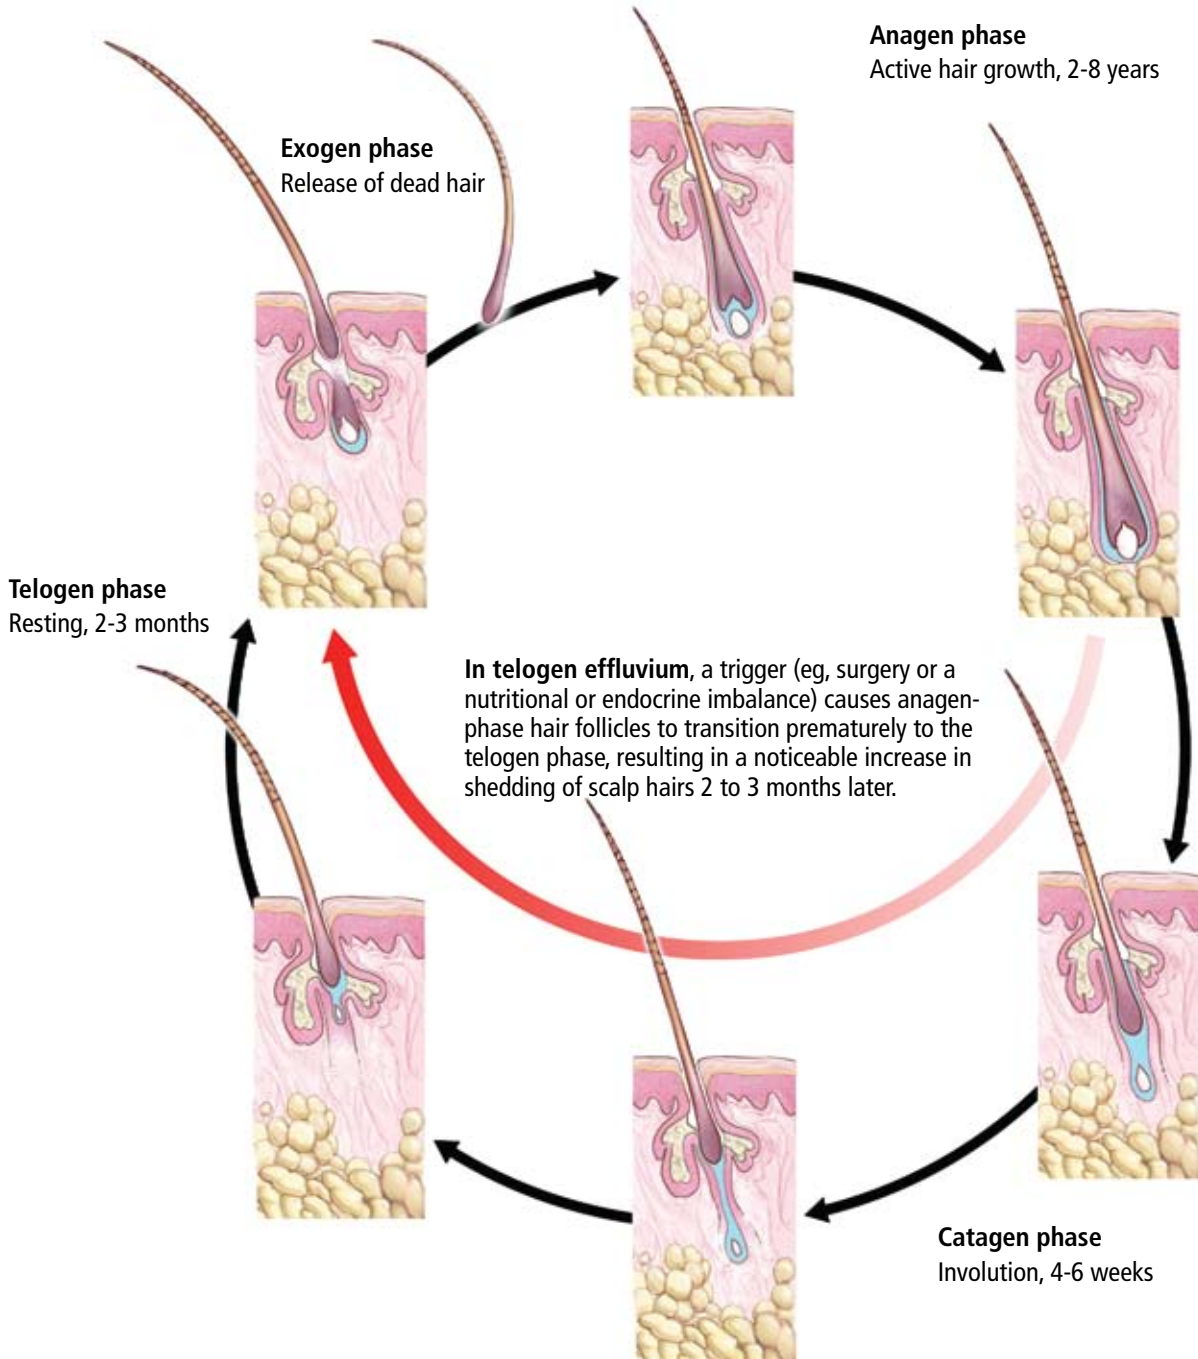 Anagen phase
Active hair growth, 2-8 years
Exogen phase
Release of dead hair
Telogen phase
Resting, 2-3 months
In telogen effluvium, a trigger (eg, surgery or a
nutritional or endocrine imbalance) causes anagen-
phase hair follicles to transition prematurely to the
telogen phase, resulting in a noticeable increase in
shedding of scalp hairs 2 to 3 months later.
Catagen phase
Involution, 4-6 weeks